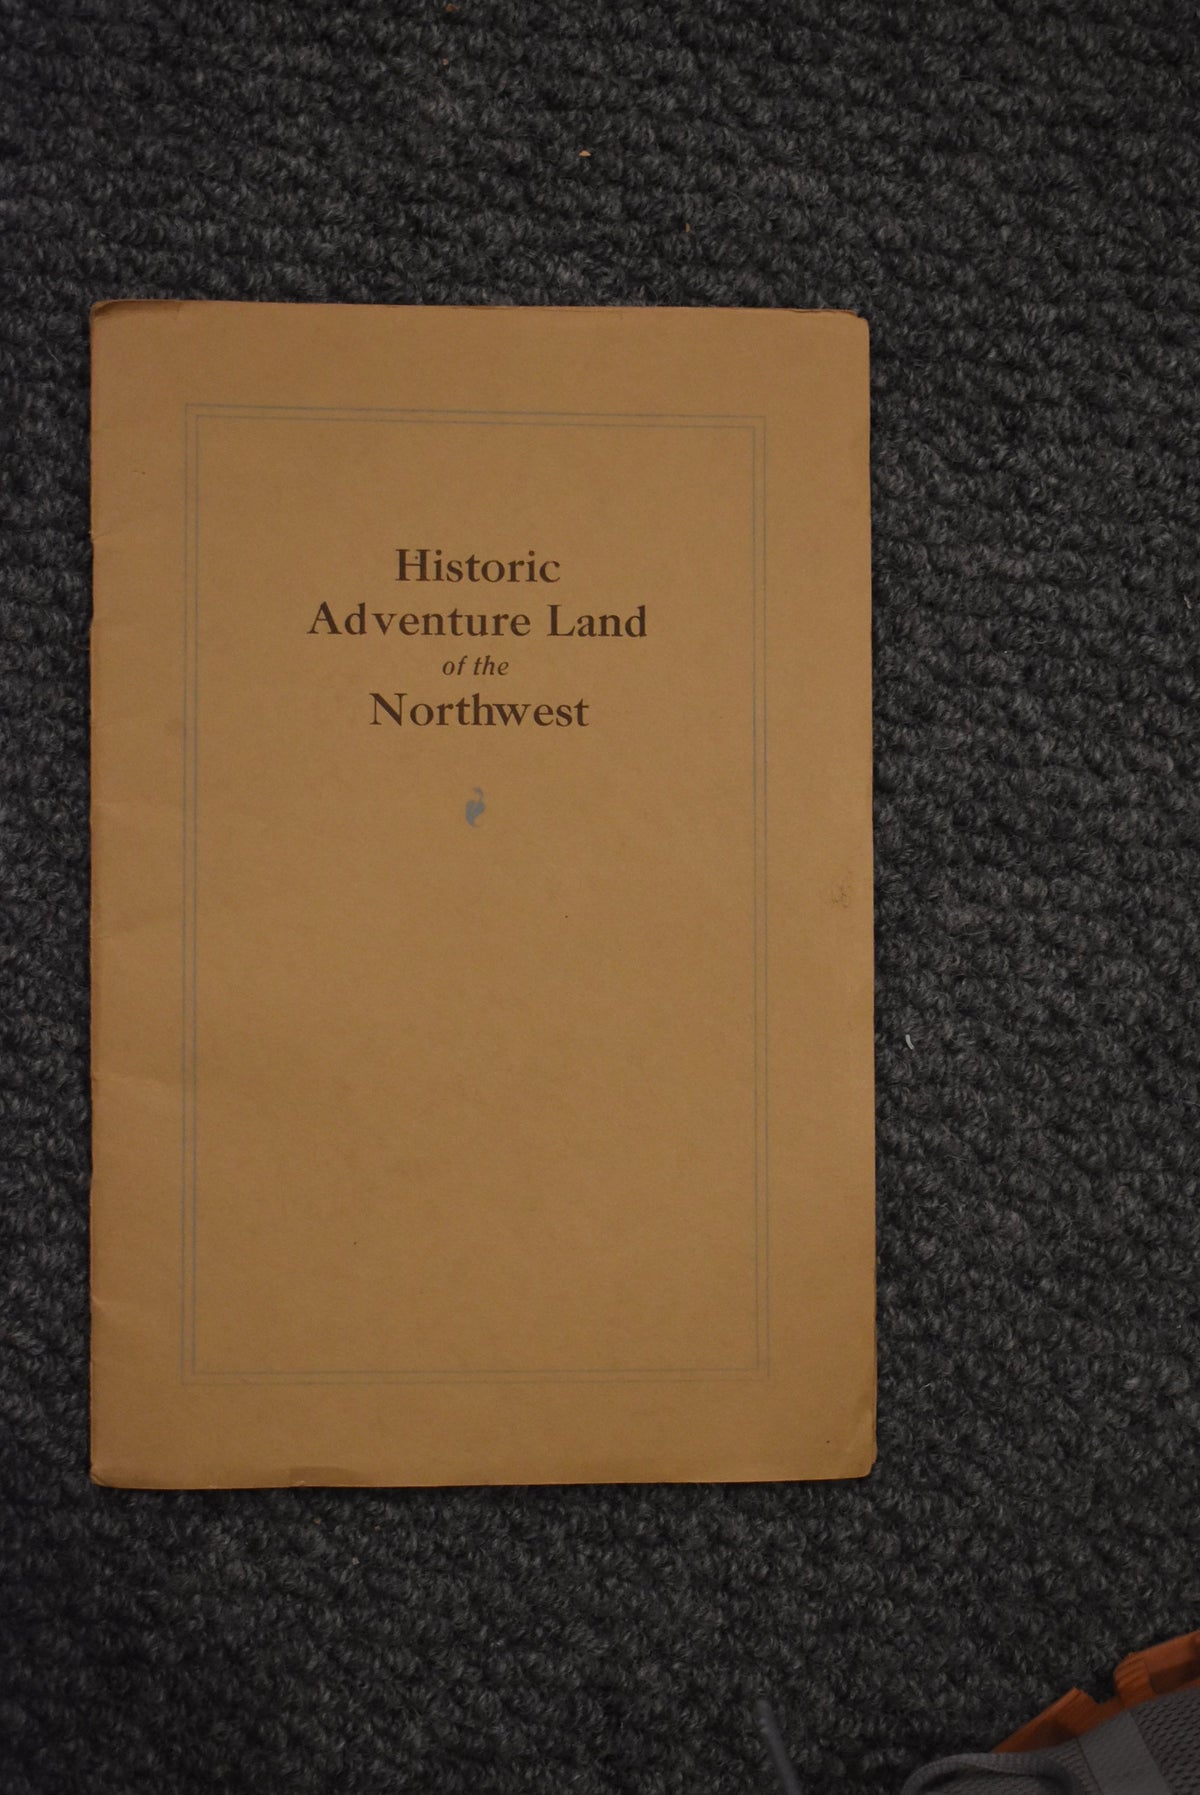 Historic
Adventure Land
of the
Northwest